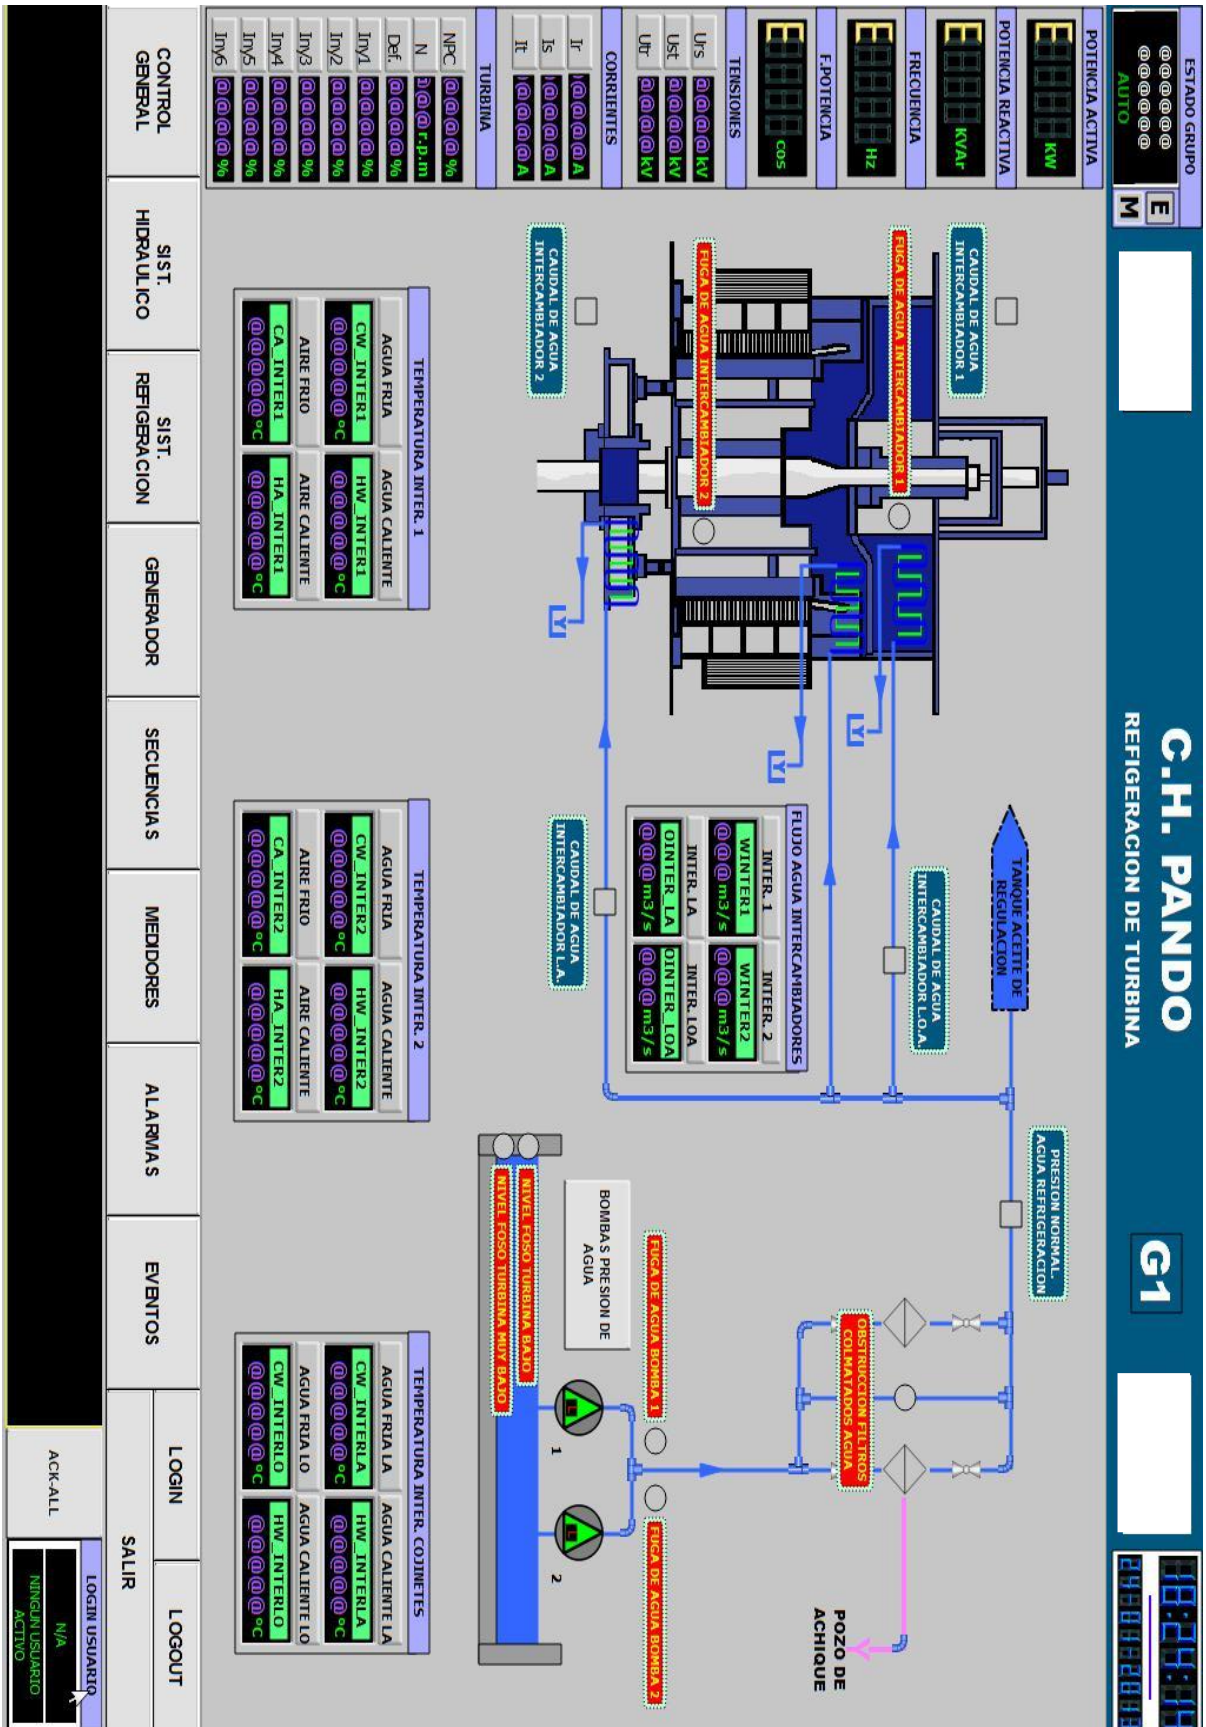 ESTADO GRUPO
@@@@@@
@@@@@@
AUTO
E
M
C.H. PANDO
REFIGERACION DE TURBINA
G1
POTENCIA ACTIVA
KW
POTENCIA REACTIVA
KVAr
FRECUENCIA
Hz
F.POTENCIA
cos
TENSIONES
Urs @@@@ kV
Ust @@@@ kV
Utr @@@@ kV
CORRIENTES
Ir @@@@ A
Is @@@@ A
It @@@@ A
TURBINA
NPC @@@@ %
N @@ r.p.m
Def. @@@@ %
Iny1 @@@@ %
Iny2 @@@@ %
Iny3 @@@@ %
Iny4 @@@@ %
Iny5 @@@@ %
Iny6 @@@@ %
CAUDAL DE AGUA
INTERCAMBIADOR 1
FUGA DE AGUA INTERCAMBIADOR 1
FUGA DE AGUA INTERCAMBIADOR 2
CAUDAL DE AGUA
INTERCAMBIADOR 2
TANQUE ACEITE DE
REGULACION
CAUDAL DE AGUA
INTERCAMBIADOR L.O.A.
FLUJO AGUA INTERCAMBIADORES
INTER. 1 INTEER. 2
WINTER1 WINTER2
@@@ m3/s @@@ m3/s
INTER. LA INTER. LOA
OINTER_LA OINTER_LOA
@@@ m3/s @@@ m3/s
CAUDAL DE AGUA
INTERCAMBIADOR L.A.
PRESION NORMAL.
AGUA REFRIGERACION
OBSTRUCCION FILTROS
COLMATADOS AGUA
POZO DE
ACHIQUE
FUGA DE AGUA BOMBA 1
FUGA DE AGUA BOMBA 2
BOMBAS PRESION DE
AGUA
1
2
NIVEL FOSO TURBINA BAJO
NIVEL FOSO TURBINA MUY BAJO
TEMPERATURA INTER. 1
AGUA FRIA AGUA CALIENTE
CW_INTER1 HW_INTER1
@@@@@ °C @@@@@ °C
AIRE FRIO AIRE CALIENTE
CA_INTER1 HA_INTER1
@@@@@ °C @@@@@ °C
TEMPERATURA INTER. 2
AGUA FRIA AGUA CALIENTE
CW_INTER2 HW_INTER2
@@@@@ °C @@@@@ °C
AIRE FRIO AIRE CALIENTE
CA_INTER2 HA_INTER2
@@@@@ °C @@@@@ °C
TEMPERATURA INTER. COJINETES
AGUA FRIA LA AGUA CALIENTE LA
CW_INTERLA HW_INTERLA
@@@@@ °C @@@@@ °C
AGUA FRIA LO AGUA CALIENTE LO
CW_INTERLO HW_INTERLO
@@@@@ °C @@@@@ °C
CONTROL
GENERAL
SIST.
HIDRAULICO
SIST.
REFRIGERACION
GENERADOR
SECUENCIAS
MEDIDORES
ALARMAS
EVENTOS
LOGIN
LOGOUT
SALIR
ACK-ALL
LOGIN USUARIO
N/A
NINGUN USUARIO
ACTIVO